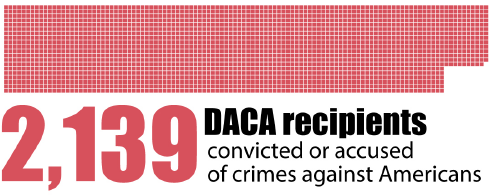 2,139 DACA recipients
convicted or accused
of crimes against Americans